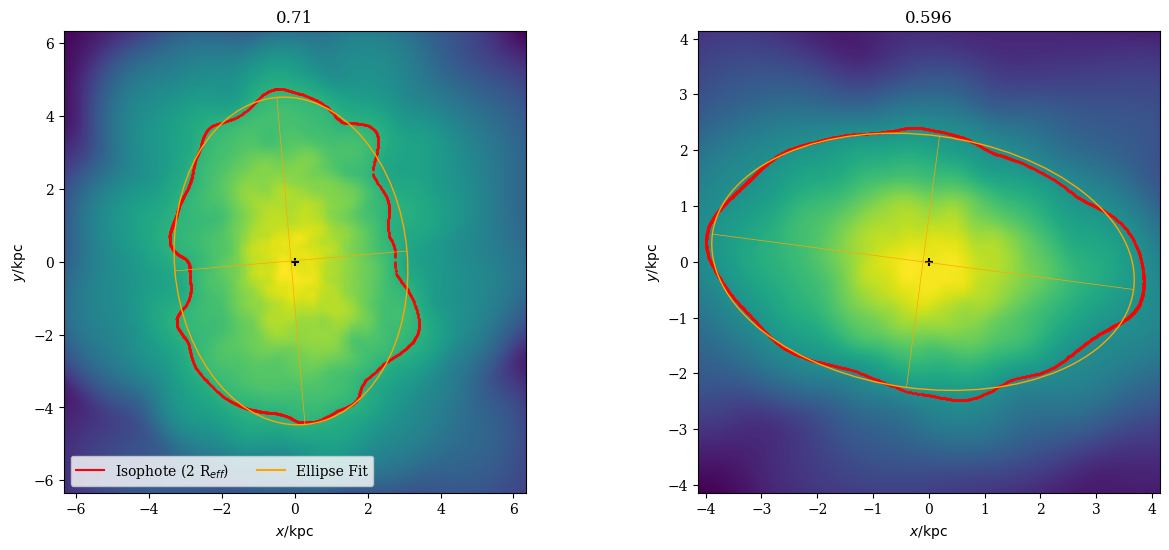 0.71
6
4
2
0
−2
−4
−6
y/kpc
−6 −4 −2 0 2 4 6
x/kpc
Isophote (2 R_eff) Ellipse Fit
0.596
4
3
2
1
0
−1
−2
−3
−4
y/kpc
−4 −3 −2 −1 0 1 2 3 4
x/kpc